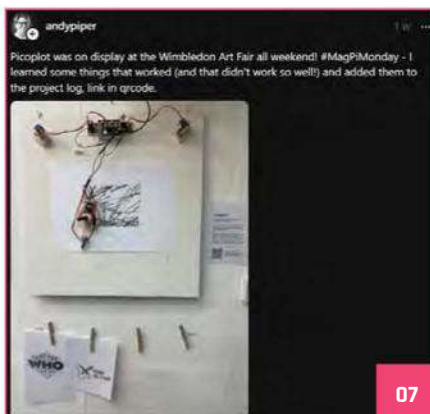 andypiper
1 w ...
Picoplot was on display at the Wimbledon Art Fair all weekend! #MagPiMonday - I
learned some things that worked (and that didn't work so well!) and added them to
the project log, link in qrcode.
WHO
07